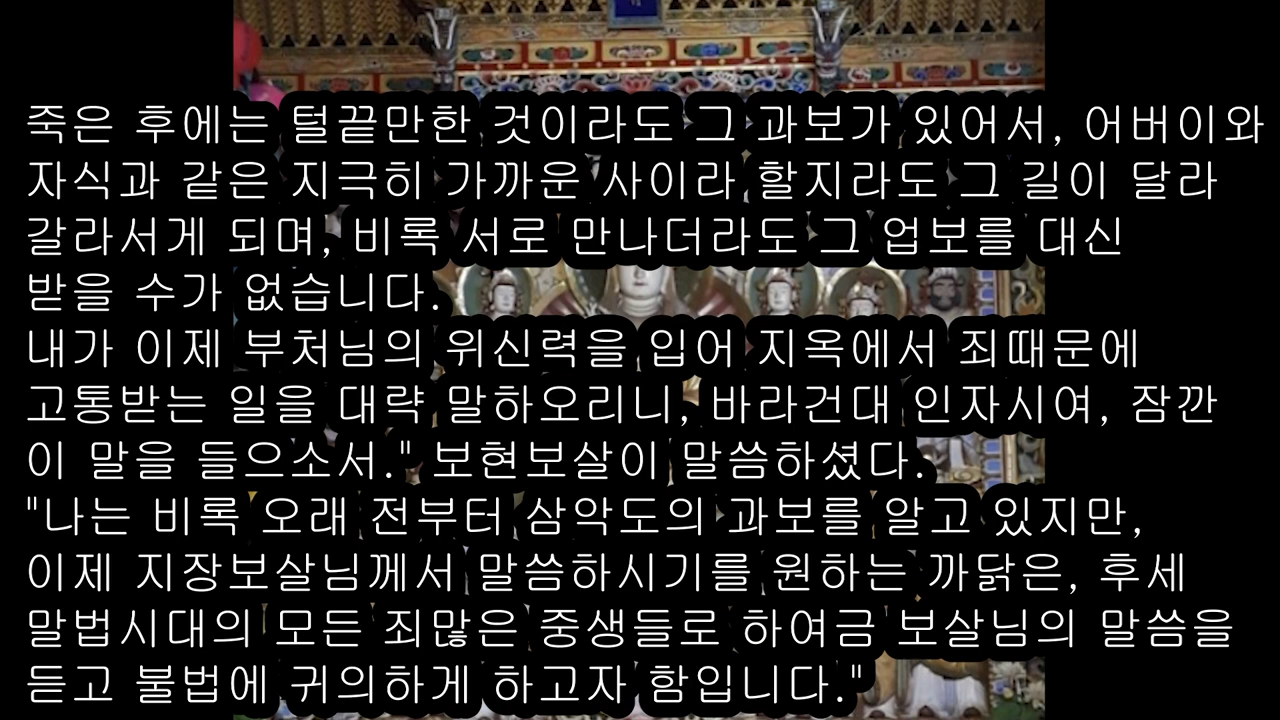 죽은 후에는 털끝만한 것이라도 그 과보가 있어서, 어버이와
자식과 같은 지극히 가까운 사이라 할지라도 그 길이 달라
갈라서게 되며, 비록 서로 만나더라도 그 업보를 대신
받을 수가 없습니다.
내가 이제 부처님의 위신력을 입어 지옥에서 죄때문에
고통받는 일을 대략 말하오리니, 바라건대 인자시여, 잠깐
이 말을 들으소서." 보현보살이 말씀하셨다.
"나는 비록 오래 전부터 삼악도의 과보를 알고 있지만,
이제 지장보살님께서 말씀하시기를 원하는 까닭은, 후세
말법시대의 모든 죄많은 중생들로 하여금 보살님의 말씀을
듣고 불법에 귀의하게 하고자 함입니다."